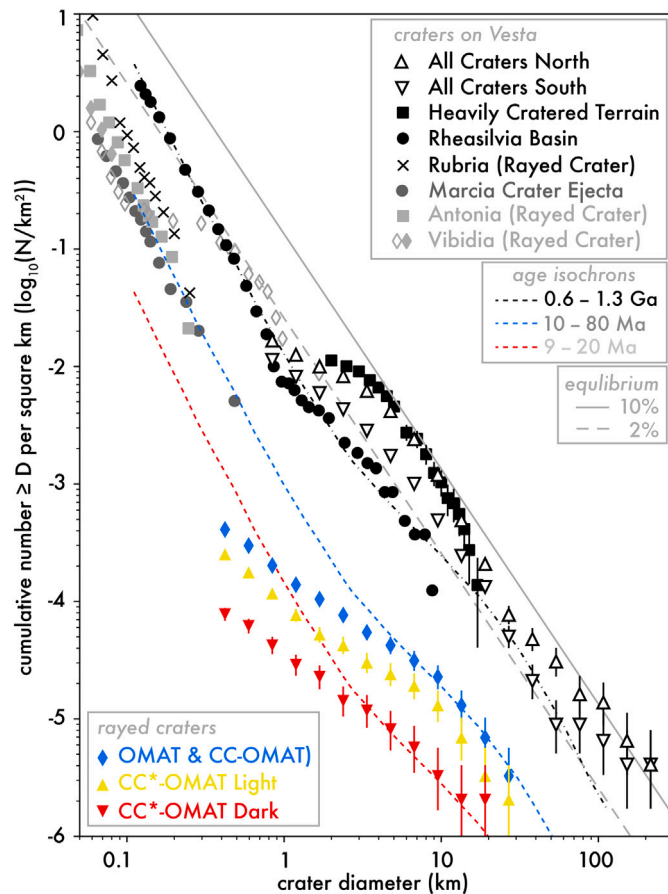 craters on Vesta
All Craters North
All Craters South
Heavily Cratered Terrain
Rheasilvia Basin
Rubria (Rayed Crater)
Marcia Crater Ejecta
Antonia (Rayed Crater)
Vibidia (Rayed Crater)
age isochrons
0.6 – 1.3 Ga
10 – 80 Ma
9 – 20 Ma
equlibrium
10%
2%
rayed craters
OMAT & CC-OMAT)
CC*-OMAT Light
CC*-OMAT Dark
cumulative number ≥ D per square km (log₁₀(N/km²))
1
0
-1
-2
-3
-4
-5
-6
0.1
1
10
100
crater diameter (km)